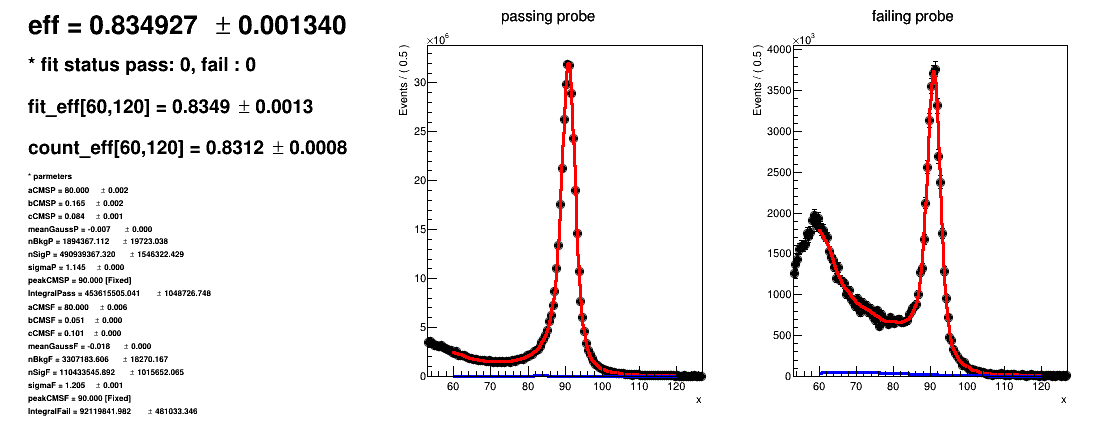 eff = 0.834927 ± 0.001340
* fit status pass: 0, fail : 0
fit_eff[60,120] = 0.8349 ± 0.0013
count_eff[60,120] = 0.8312 ± 0.0008
* parmeters
aCMSP = 80.000 ± 0.002
bCMSP = 0.165 ± 0.002
cCMSP = 0.084 ± 0.001
meanGaussP = -0.007 ± 0.000
nBkgP = 1894367.112 ± 19723.038
nSigP = 490939367.320 ± 1546322.429
sigmaP = 1.145 ± 0.000
peakCMSP = 90.000 [Fixed]
IntegralPass = 453615505.041 ± 1048726.748
aCMSF = 80.000 ± 0.006
bCMSF = 0.051 ± 0.000
cCMSF = 0.101 ± 0.000
meanGaussF = -0.018 ± 0.000
nBkgF = 3307183.606 ± 18270.167
nSigF = 110433545.892 ± 1015652.065
sigmaF = 1.205 ± 0.001
peakCMSF = 90.000 [Fixed]
IntegralFail = 92119841.982 ± 481033.346
passing probe
×10⁶
Events / ( 0.5 )
30
25
20
15
10
5
0
60 70 80 90 100 110 120
x
failing probe
×10³
Events / ( 0.5 )
4000
3500
3000
2500
2000
1500
1000
500
0
60 70 80 90 100 110 120
x